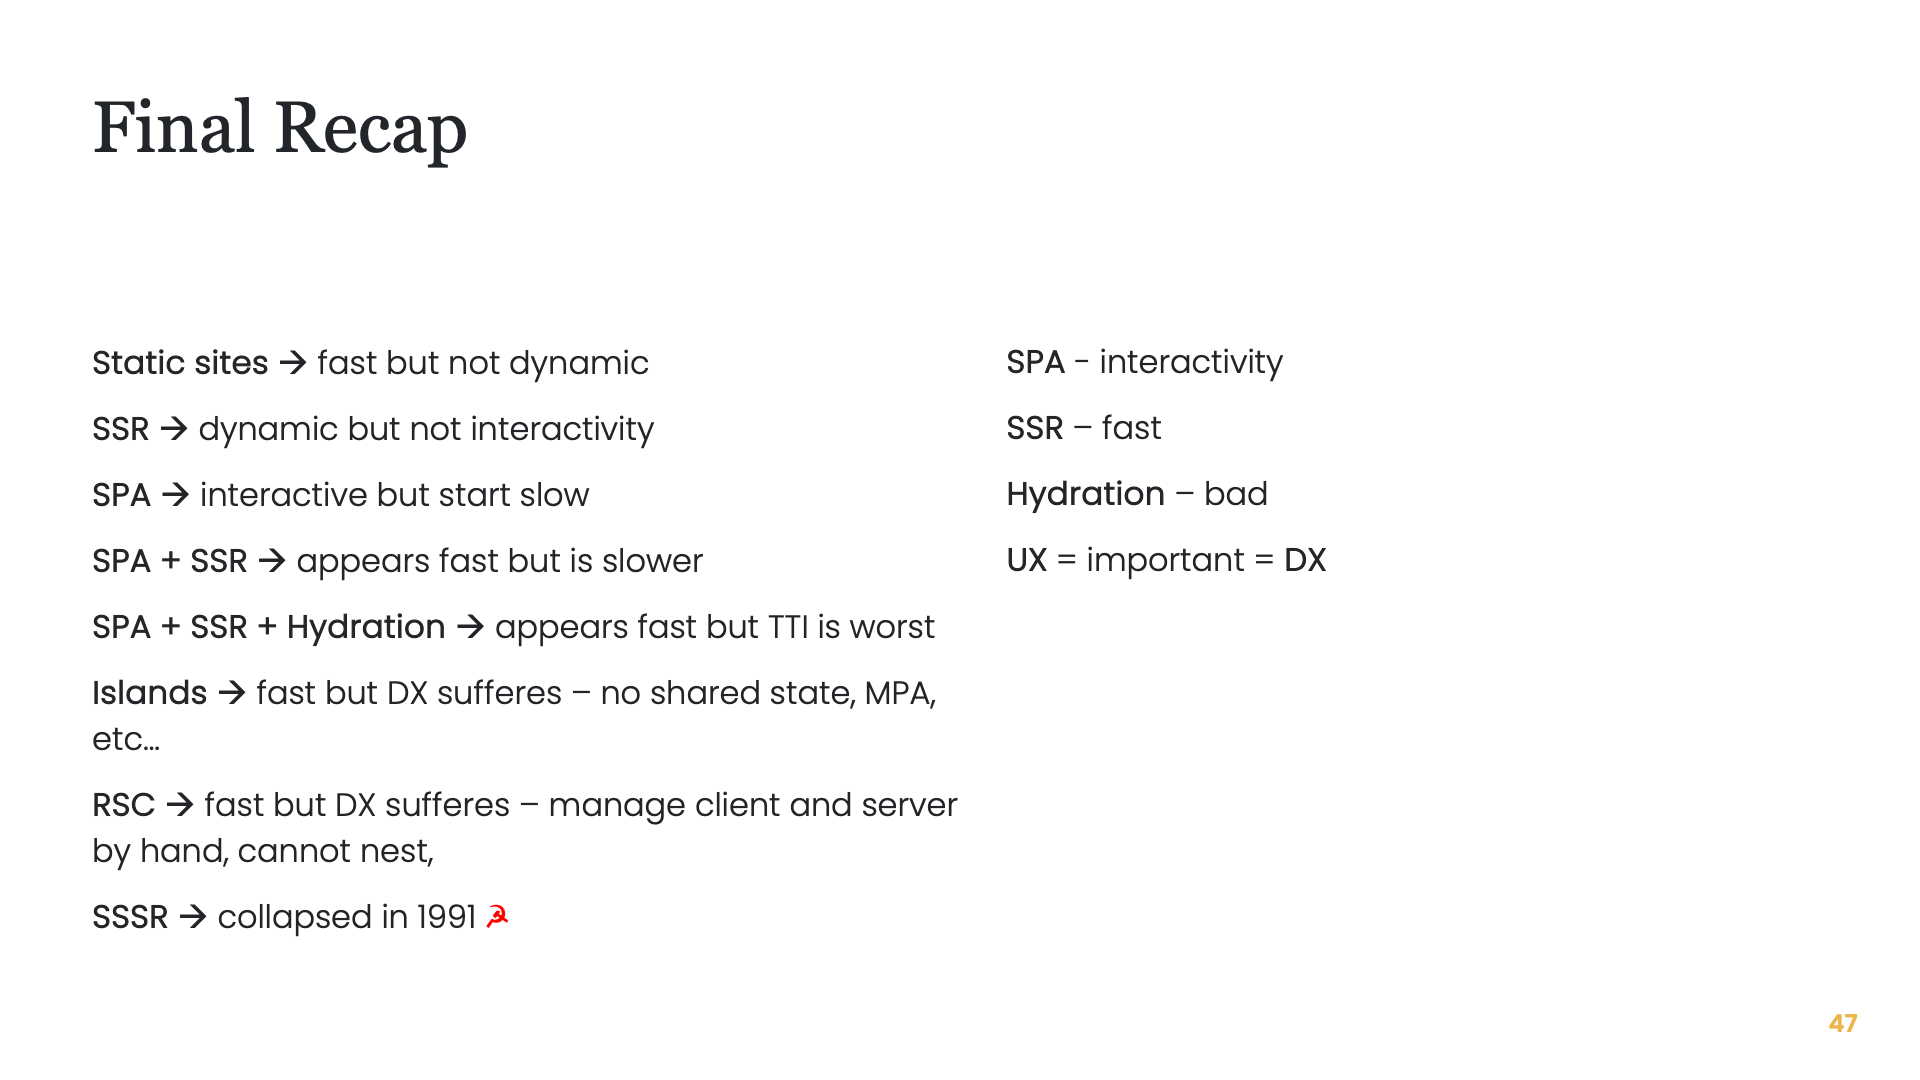 Final Recap
Static sites → fast but not dynamic
SSR → dynamic but not interactivity
SPA → interactive but start slow
SPA + SSR → appears fast but is slower
SPA + SSR + Hydration → appears fast but TTI is worst
Islands → fast but DX sufferes – no shared state, MPA,
etc…
RSC → fast but DX sufferes – manage client and server
by hand, cannot nest,
SSSR → collapsed in 1991 ☭
SPA - interactivity
SSR – fast
Hydration – bad
UX = important = DX
47